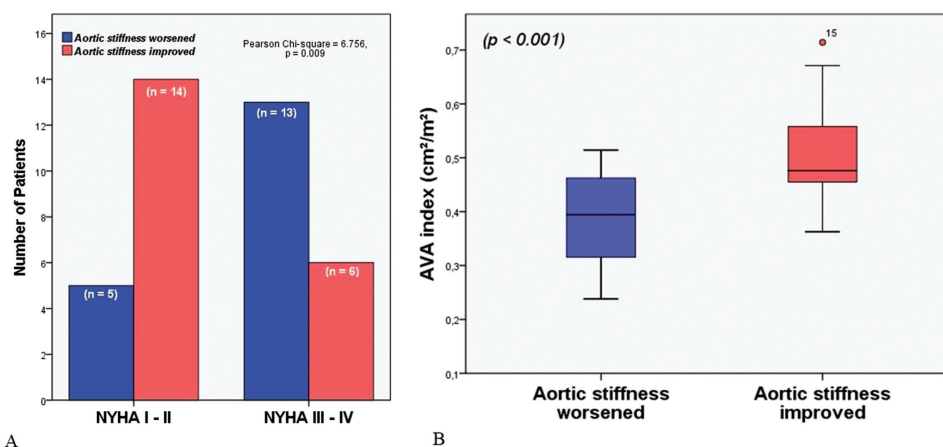 Aortic stiffness worsened
Aortic stiffness improved
Pearson Chi-square = 6.756,
p = 0.009
16
14
12
10
8
6
4
2
0
Number of Patients
(n = 5)
(n = 14)
(n = 13)
(n = 6)
NYHA I - II
NYHA III - IV
A
(p < 0.001)
15
0,7
0,6
0,5
0,4
0,3
0,2
0,1
AVA index (cm²/m²)
Aortic stiffness
worsened
Aortic stiffness
improved
B